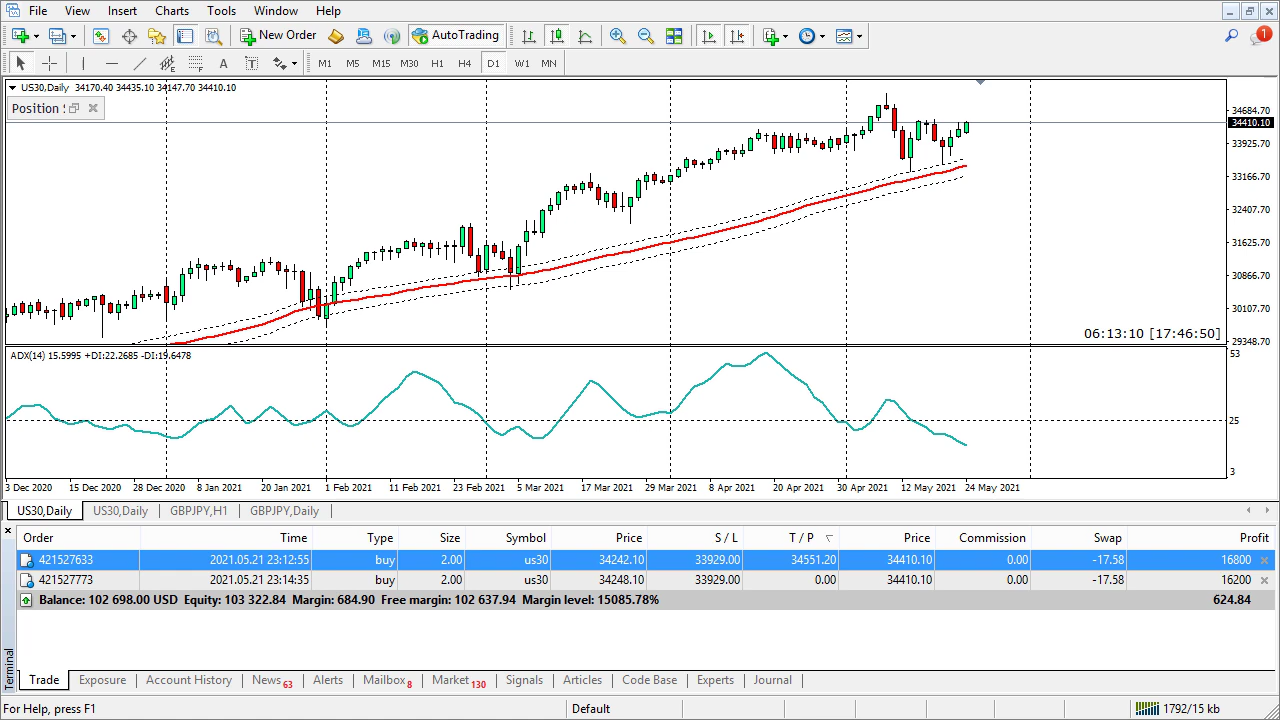 File View Insert Charts Tools Window Help
New Order AutoTrading 1
A T M1 M5 M15 M30 H1 H4 D1 W1 MN
US30,Daily 34170.40 34435.10 34147.70 34410.10
Position S
34684.70
34410.10
33925.70
33166.70
32407.70
31625.70
30866.70
30107.70
29348.70
06:13:10 [17:46:50]
ADX(14) 15.5995 +DI:22.2685 -DI:19.6478
53
25
3
3 Dec 2020 15 Dec 2020 28 Dec 2020 8 Jan 2021 20 Jan 2021 1 Feb 2021 11 Feb 2021 23 Feb 2021 5 Mar 2021 17 Mar 2021 29 Mar 2021 8 Apr 2021 20 Apr 2021 30 Apr 2021 12 May 2021 24 May 2021
US30,Daily US30,Daily GBPJPY,H1 GBPJPY,Daily
Order Time Type Size Symbol Price S / L T / P Price Commission Swap Profit
421527633 2021.05.21 23:12:55 buy 2.00 us30 34242.10 33929.00 34551.20 34410.10 0.00 -17.58 16800
421527773 2021.05.21 23:14:35 buy 2.00 us30 34248.10 33929.00 0.00 34410.10 0.00 -17.58 16200
Balance: 102 698.00 USD Equity: 103 322.84 Margin: 684.90 Free margin: 102 637.94 Margin level: 15085.78% 624.84
Terminal
Trade Exposure Account History News 63 Alerts Mailbox 8 Market 130 Signals Articles Code Base Experts Journal
For Help, press F1 Default 1792/15 kb